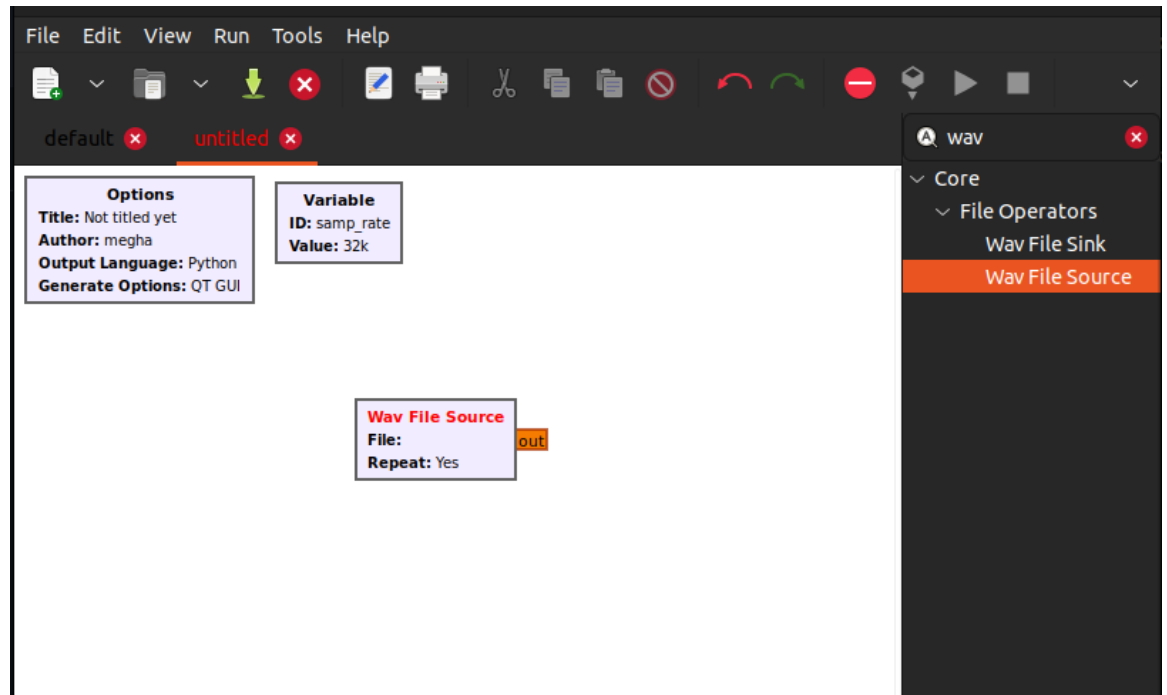 File Edit View Run Tools Help
default untitled
wav
Options
Title: Not titled yet
Author: megha
Output Language: Python
Generate Options: QT GUI
Variable
ID: samp_rate
Value: 32k
Wav File Source
File:
Repeat: Yes
out
Core
File Operators
Wav File Sink
Wav File Source